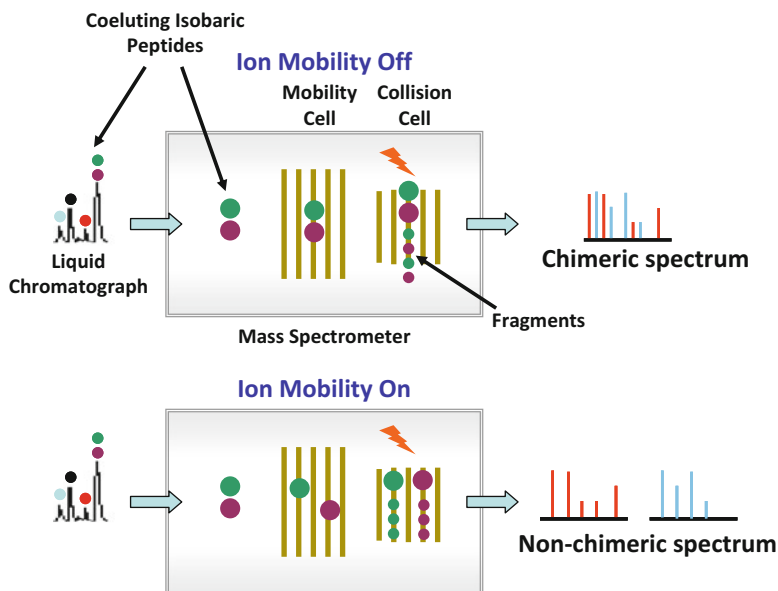 Coeluting Isobaric
Peptides
Ion Mobility Off
Mobility
Cell
Collision
Cell
Liquid
Chromatograph
Chimeric spectrum
Fragments
Mass Spectrometer
Ion Mobility On
Non-chimeric spectrum